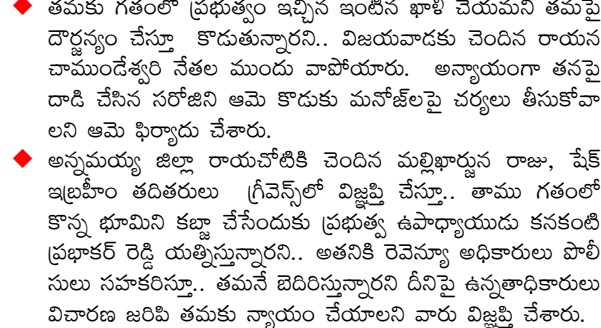 తమకు గతంలో ప్రభుత్వం ఇచ్చిన ఇంటిని ఖాళీ చేయమని తమపై
దౌర్జన్యం చేస్తూ కొడుతున్నారని.. విజయవాడకు చెందిన రాయన
చాముండేశ్వరి నేతల ముందు వాపోయారు. అన్యాయంగా తనపై
దాడి చేసిన సరోజిని ఆమె కొడుకు మనోజ్‌లపై చర్యలు తీసుకోవా
లని ఆమె ఫిర్యాదు చేశారు.
అన్నమయ్య జిల్లా రాయచోటికి చెందిన మల్లిఖార్జున రాజు, షేక్
ఇబ్రహీం తదితరులు గ్రీవెన్స్‌లో విజ్ఞప్తి చేస్తూ.. తాము గతంలో
కొన్న భూమిని కబ్జా చేసేందుకు ప్రభుత్వ ఉపాధ్యాయుడు కనకంటి
ప్రభాకర్ రెడ్డి యత్నిస్తున్నారని.. అతనికి రెవెన్యూ అధికారులు పోలీ
సులు సహకరిస్తూ.. తమనే బెదిరిస్తున్నారని దీనిపై ఉన్నతాధికారులు
విచారణ జరిపి తమకు న్యాయం చేయాలని వారు విజ్ఞప్తి చేశారు.